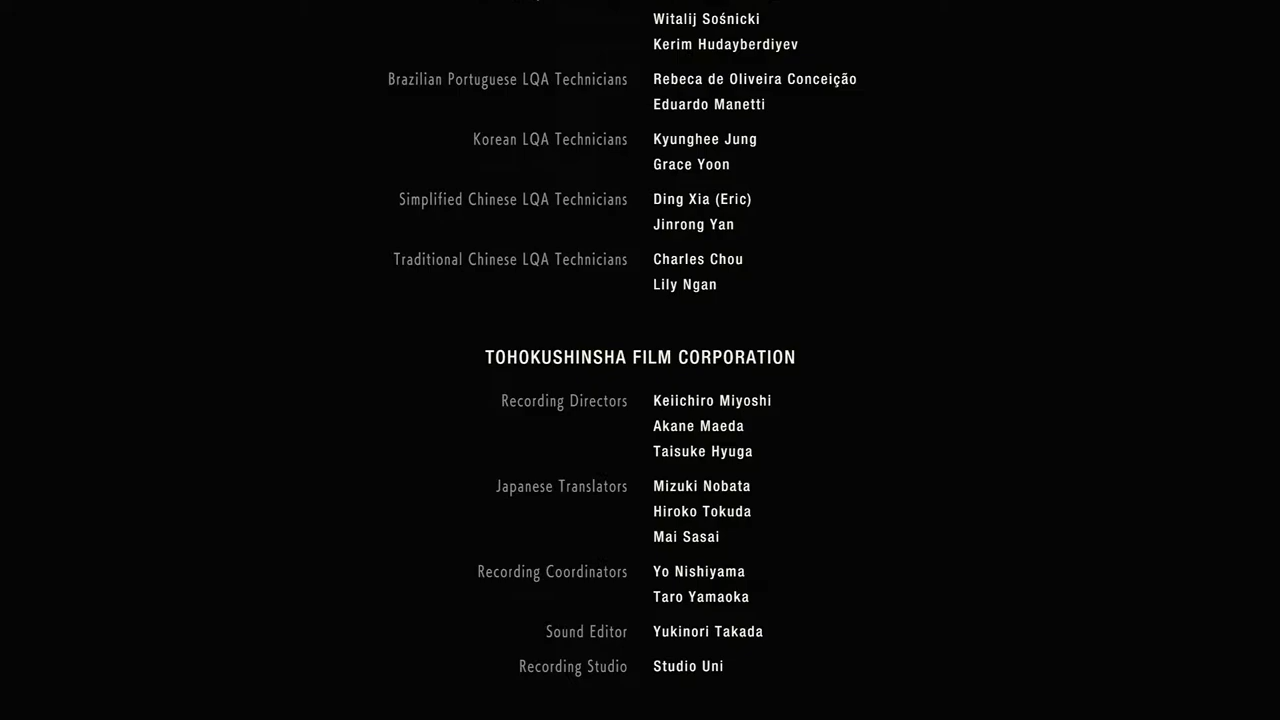 Witalij Sośnicki
Kerim Hudayberdiyev
Brazilian Portuguese LQA Technicians Rebeca de Oliveira Conceição
Eduardo Manetti
Korean LQA Technicians Kyunghee Jung
Grace Yoon
Simplified Chinese LQA Technicians Ding Xia (Eric)
Jinrong Yan
Traditional Chinese LQA Technicians Charles Chou
Lily Ngan
TOHOKUSHINSHA FILM CORPORATION
Recording Directors Keiichiro Miyoshi
Akane Maeda
Taisuke Hyuga
Japanese Translators Mizuki Nobata
Hiroko Tokuda
Mai Sasai
Recording Coordinators Yo Nishiyama
Taro Yamaoka
Sound Editor Yukinori Takada
Recording Studio Studio Uni